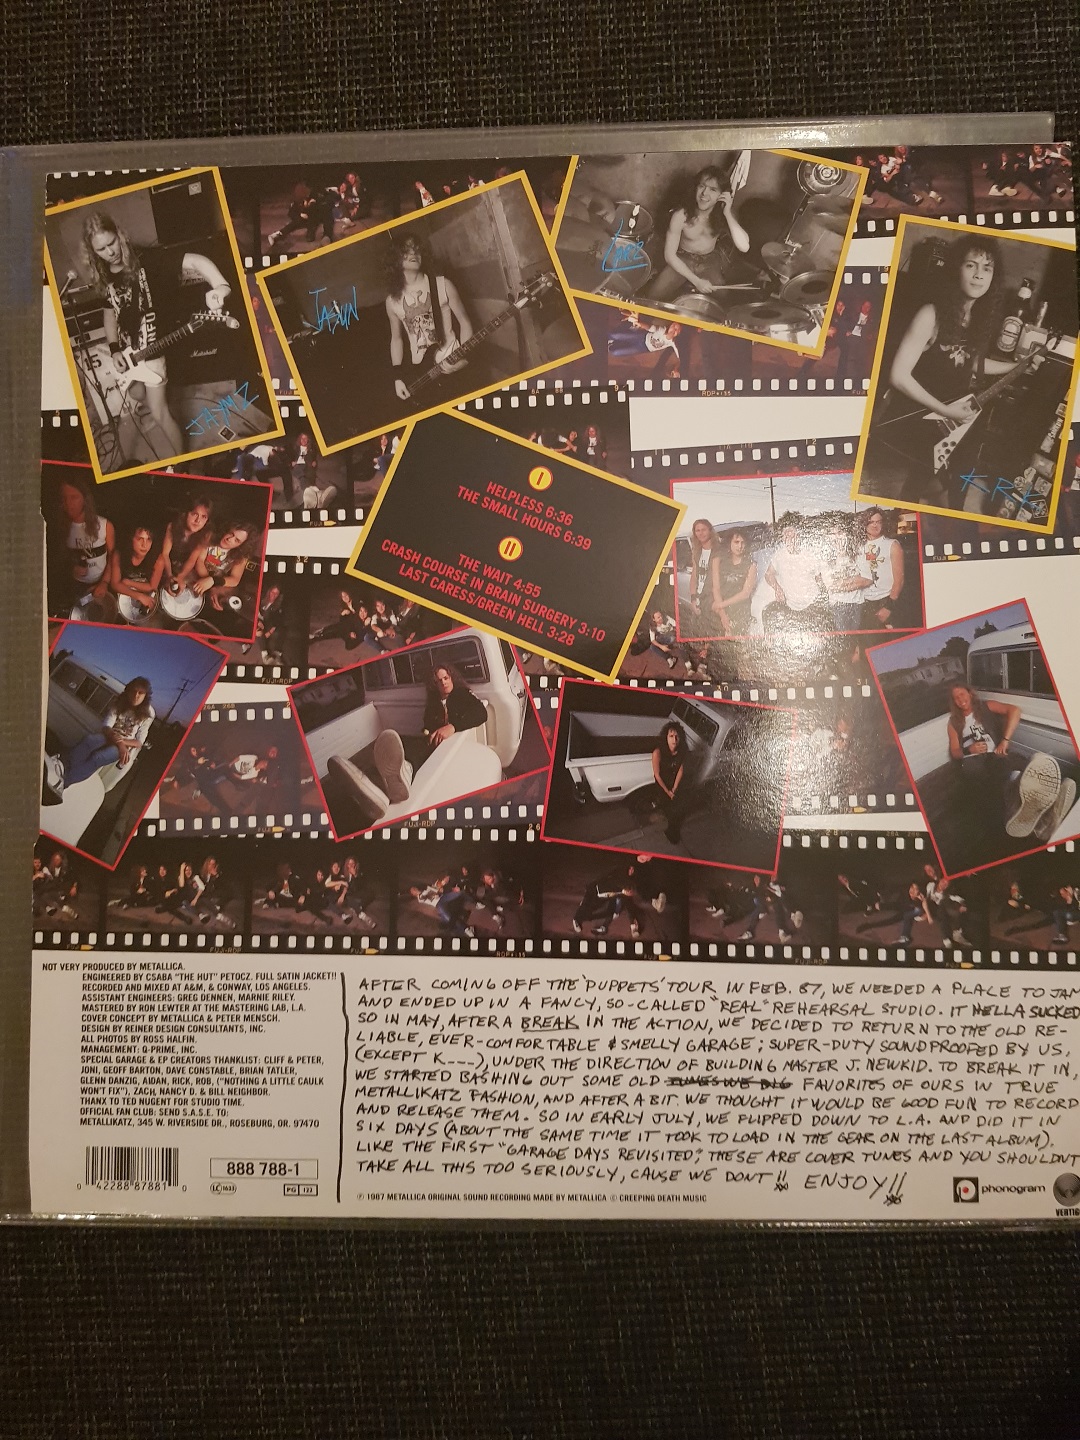 JAYMZ
JASUN
Larz
KRK
Marshall
I
HELPLESS 6:36
THE SMALL HOURS 6:39
II
THE WAIT 4:55
CRASH COURSE IN BRAIN SURGERY 3:10
LAST CARESS/GREEN HELL 3:28
NOT VERY PRODUCED BY METALLICA.
ENGINEERED BY CSABA "THE HUT" PETOCZ. FULL SATIN JACKET!!
RECORDED AND MIXED AT A&M, & CONWAY, LOS ANGELES.
ASSISTANT ENGINEERS: GREG DENNEN, MARNIE RILEY.
MASTERED BY RON LEWTER AT THE MASTERING LAB, L.A.
COVER CONCEPT BY METALLICA & PETER MENSCH.
DESIGN BY REINER DESIGN CONSULTANTS, INC.
ALL PHOTOS BY ROSS HALFIN.
MANAGEMENT: Q-PRIME, INC.
SPECIAL GARAGE & EP CREATORS THANKLIST: CLIFF & PETER,
JONI, GEOFF BARTON, DAVE CONSTABLE, BRIAN TATLER,
GLENN DANZIG, AIDAN, RICK, ROB, ("NOTHING A LITTLE CAULK
WON'T FIX"), ZACH, NANCY D. & BILL NEIGHBOR.
THANX TO TED NUGENT FOR STUDIO TIME.
OFFICIAL FAN CLUB: SEND S.A.S.E. TO:
METALLIKATZ, 345 W. RIVERSIDE DR., ROSEBURG, OR. 97470
0 42288 87881 0
888 788-1
LC 1633
PG 123
AFTER COMING OFF THE 'PUPPETS' TOUR IN FEB. 87, WE NEEDED A PLACE TO JAM
AND ENDED UP IN A FANCY, SO-CALLED "REAL" REHEARSAL STUDIO. IT HELLA SUCKED
SO IN MAY, AFTER A BREAK IN THE ACTION, WE DECIDED TO RETURN TO THE OLD RE-
LIABLE, EVER-COMFORTABLE & SMELLY GARAGE; SUPER-DUTY SOUNDPROOFED BY US,
(EXCEPT K----), UNDER THE DIRECTION OF BUILDING MASTER J. NEWKID. TO BREAK IT IN,
WE STARTED BASHING OUT SOME OLD TUNES WE DIG FAVORITES OF OURS IN TRUE
METALLIKATZ FASHION, AND AFTER A BIT. WE THOUGHT IT WOULD BE GOOD FUN TO RECORD
AND RELEASE THEM. SO IN EARLY JULY, WE FLIPPED DOWN TO L.A. AND DID IT IN
SIX DAYS (ABOUT THE SAME TIME IT TOOK TO LOAD IN THE GEAR ON THE LAST ALBUM).
LIKE THE FIRST "GARAGE DAYS REVISITED", THESE ARE COVER TUNES AND YOU SHOULDN'T
TAKE ALL THIS TOO SERIOUSLY, CAUSE WE DONT!! ENJOY!!
℗ 1987 METALLICA ORIGINAL SOUND RECORDING MADE BY METALLICA © CREEPING DEATH MUSIC
phonogram
VERTIGO